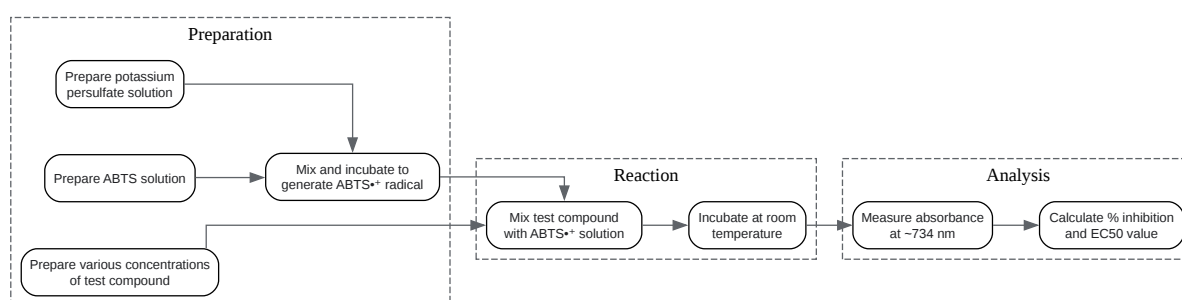 Preparation
Prepare potassium
persulfate solution
Prepare ABTS solution
Mix and incubate to
generate ABTS•⁺ radical
Prepare various concentrations
of test compound
Reaction
Mix test compound
with ABTS•⁺ solution
Incubate at room
temperature
Analysis
Measure absorbance
at ~734 nm
Calculate % inhibition
and EC50 value